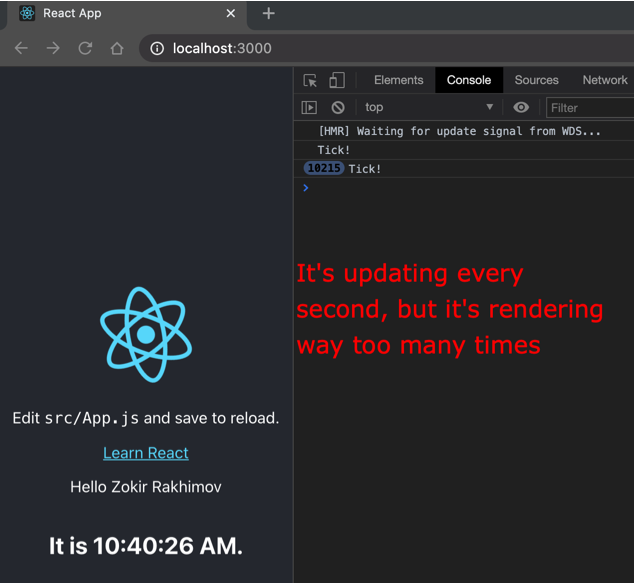 React App
localhost:3000
Elements Console Sources Network
top Filter
[HMR] Waiting for update signal from WDS...
Tick!
10215 Tick!
It's updating every
second, but it's rendering
way too many times
Edit src/App.js and save to reload.
Learn React
Hello Zokir Rakhimov
It is 10:40:26 AM.